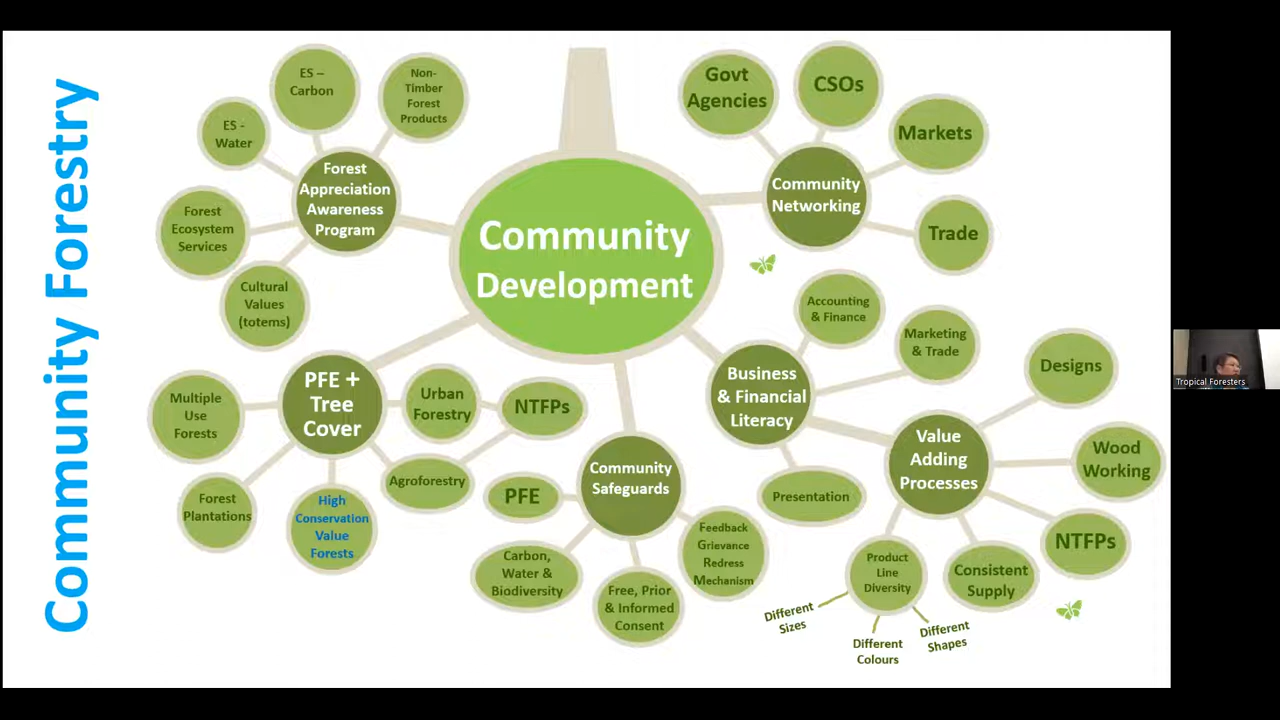 Community Forestry
ES –
Carbon
Non-
Timber
Forest
Products
ES -
Water
Forest
Appreciation
Awareness
Program
Forest
Ecosystem
Services
Cultural
Values
(totems)
Community
Development
Govt
Agencies
CSOs
Markets
Community
Networking
Trade
Accounting
& Finance
Marketing
& Trade
Business
& Financial
Literacy
Presentation
Designs
Value
Adding
Processes
Wood
Working
NTFPs
Consistent
Supply
Product
Line
Diversity
Different
Sizes
Different
Colours
Different
Shapes
PFE +
Tree
Cover
Multiple
Use
Forests
Forest
Plantations
High
Conservation
Value
Forests
Urban
Forestry
NTFPs
Agroforestry
Community
Safeguards
PFE
Carbon,
Water &
Biodiversity
Free, Prior
& Informed
Consent
Feedback
Grievance
Redress
Mechanism
Tropical Foresters